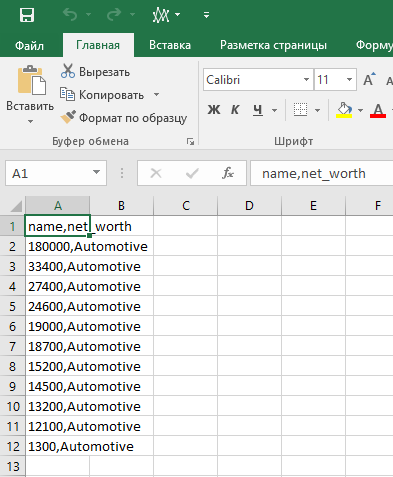 Файл Главная Вставка Разметка страницы Форму
Вставить
Вырезать
Копировать
Формат по образцу
Буфер обмена
Calibri 11 A A
Ж К Ч A
Шрифт
A1 fx name,net_worth
A B C D E F
1 name,net_worth
2 180000,Automotive
3 33400,Automotive
4 27400,Automotive
5 24600,Automotive
6 19000,Automotive
7 18700,Automotive
8 15200,Automotive
9 14500,Automotive
10 13200,Automotive
11 12100,Automotive
12 1300,Automotive
13